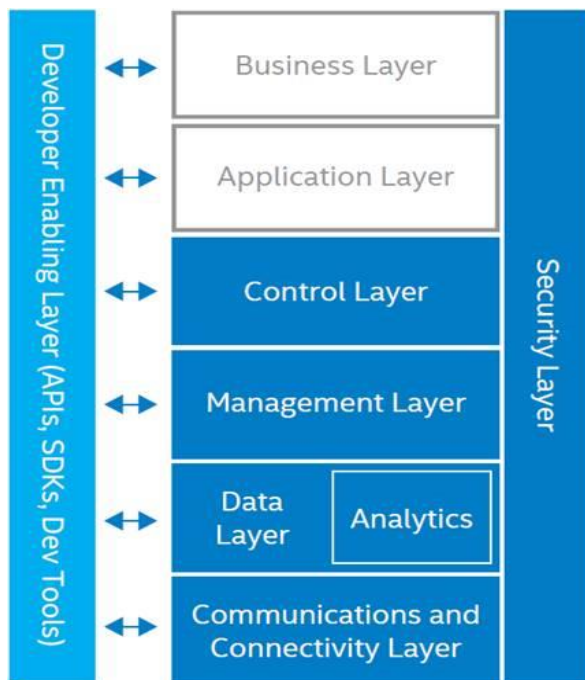 Developer Enabling Layer (APIs, SDKs, Dev Tools)
Business Layer
Application Layer
Control Layer
Management Layer
Data
Layer
Analytics
Communications and
Connectivity Layer
Security Layer